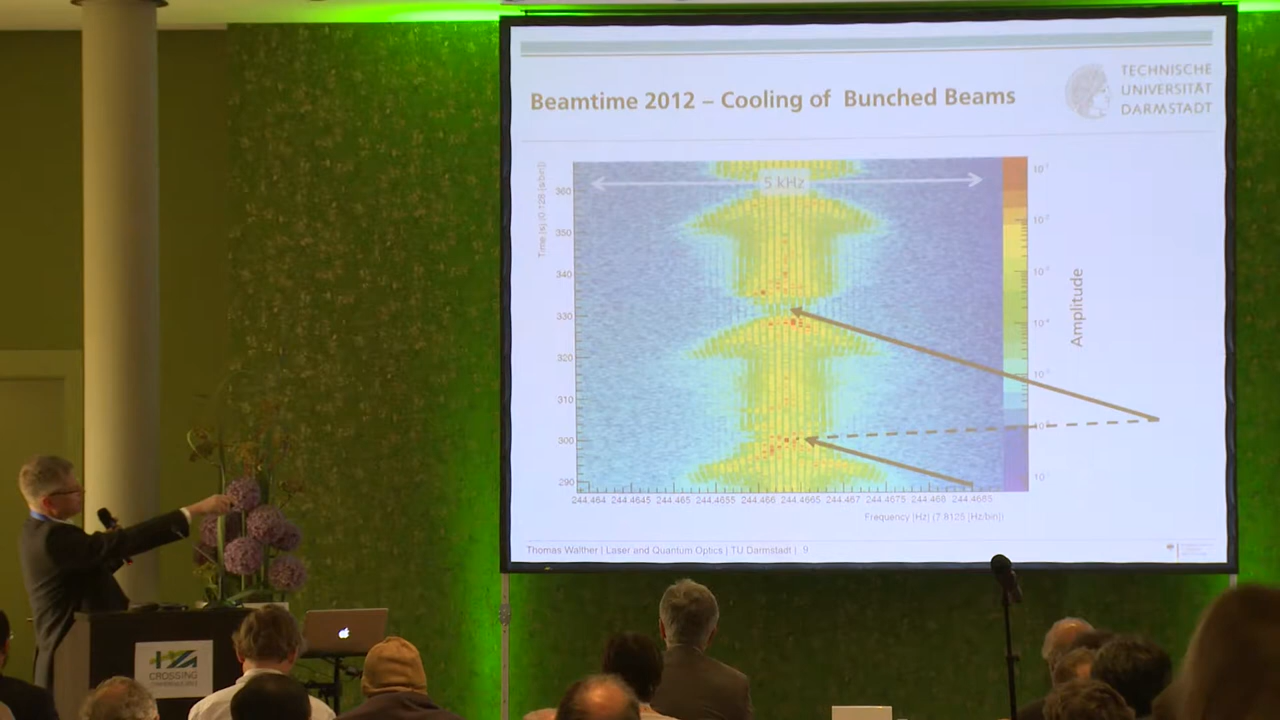 TECHNISCHE
UNIVERSITÄT
DARMSTADT
Beamtime 2012 – Cooling of Bunched Beams
5 kHz
Time [s] (0.128 [s/bin])
360
350
340
330
320
310
300
290
244.464 244.4645 244.465 244.4655 244.466 244.4665 244.467 244.4675 244.468 244.4685
Frequency [Hz] (7.8125 [Hz/bin])
Amplitude
Thomas Walther | Laser and Quantum Optics | TU Darmstadt | 9
CROSSING